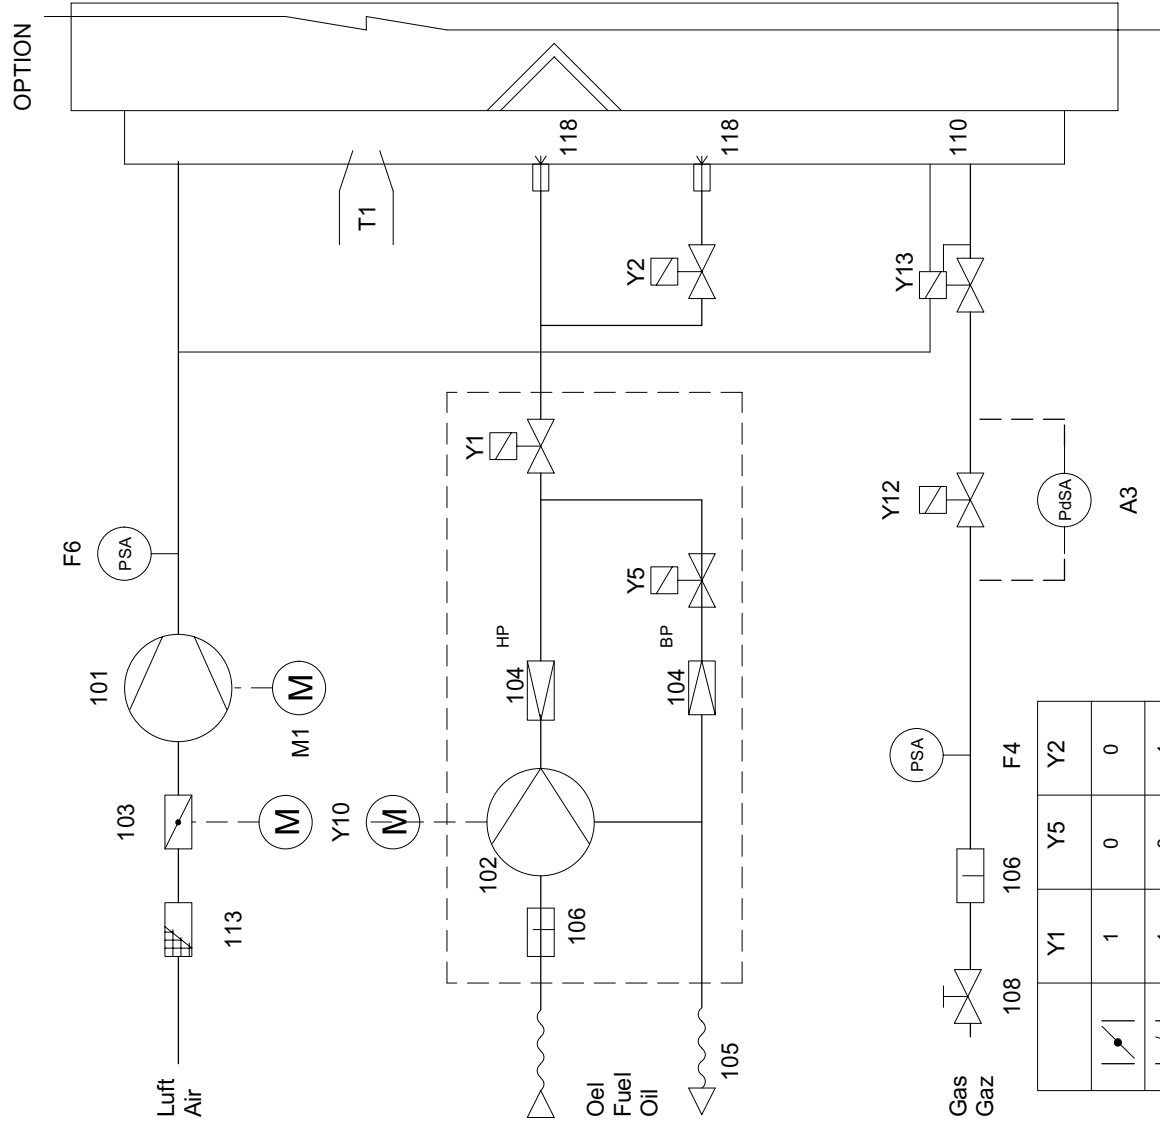 OPTION
T1
118
118
110
Y2
Y13
Y1
Y12
A3
PdSA
F6
PSA
Y5
HP
BP
101
M
M1
104
104
PSA
F4
103
M
Y10
M
102
106
106
113
108
105
Luft
Air
Oel
Fuel
Oil
Gas
Gaz
Y1 Y5 Y2
1 0 0